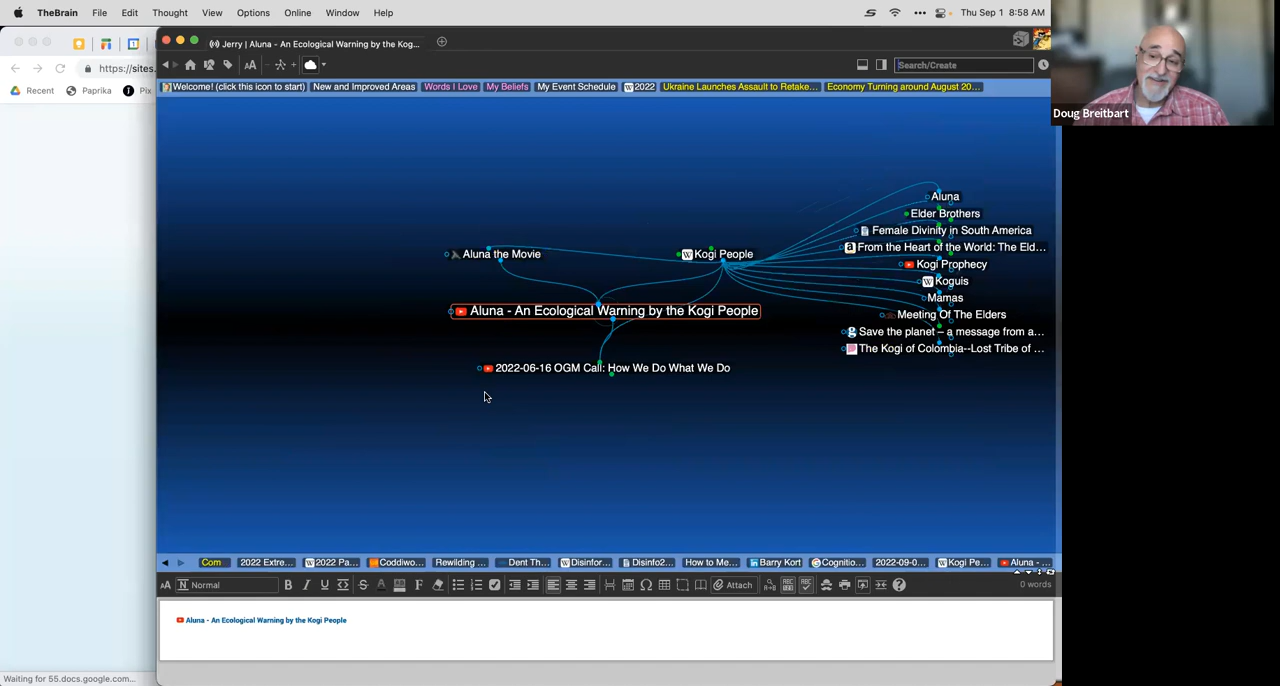 TheBrain File Edit Thought View Options Online Window Help Thu Sep 1 8:58 AM
Jerry | Aluna - An Ecological Warning by the Kog...
https://sites.
Search/Create
Recent Paprika Pix
Welcome! (click this icon to start) New and Improved Areas Words I Love My Beliefs My Event Schedule 2022 Ukraine Launches Assault to Retake... Economy Turning around August 20...
Doug Breitbart
Aluna
Elder Brothers
Female Divinity in South America
From the Heart of the World: The Eld...
Aluna the Movie
Kogi People
Kogi Prophecy
Koguis
Mamas
Aluna - An Ecological Warning by the Kogi People
Meeting Of The Elders
Save the planet – a message from a...
The Kogi of Colombia--Lost Tribe of ...
2022-06-16 OGM Call: How We Do What We Do
Com 2022 Extre... 2022 Pa... Coddiwo... Rewilding ... Dent Th... Disinfor... Disinfo2... How to Me... Barry Kort Cognitio... 2022-09-0... Kogi Pe... Aluna - ...
Normal Attach 0 words
Aluna - An Ecological Warning by the Kogi People
Waiting for 55.docs.google.com...